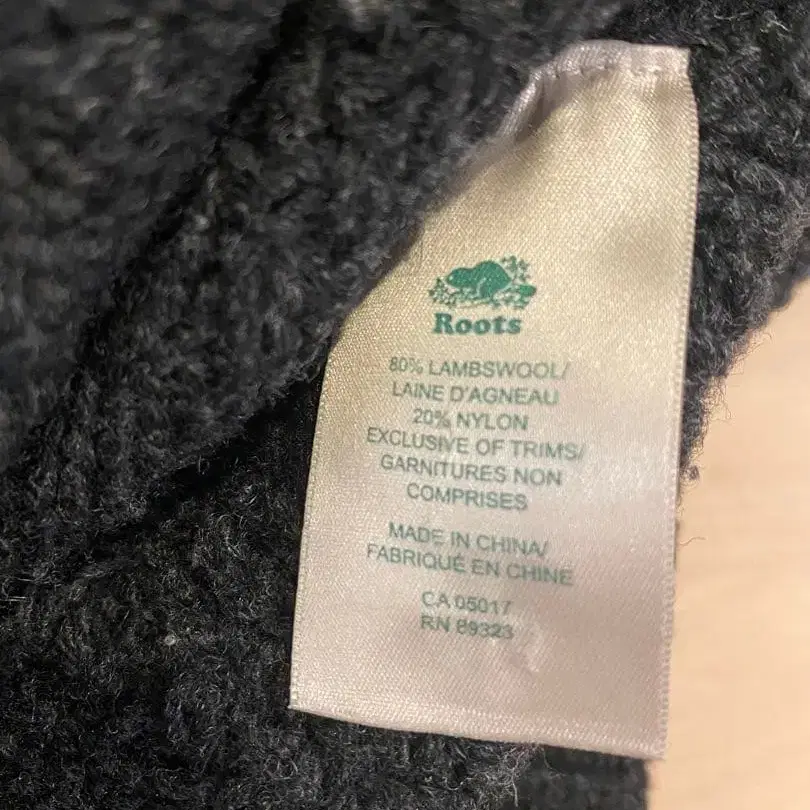 Roots
80% LAMBSWOOL/
LAINE D'AGNEAU
20% NYLON
EXCLUSIVE OF TRIMS/
GARNITURES NON
COMPRISES
MADE IN CHINA/
FABRIQUÉ EN CHINE
CA 05017
RN 89323